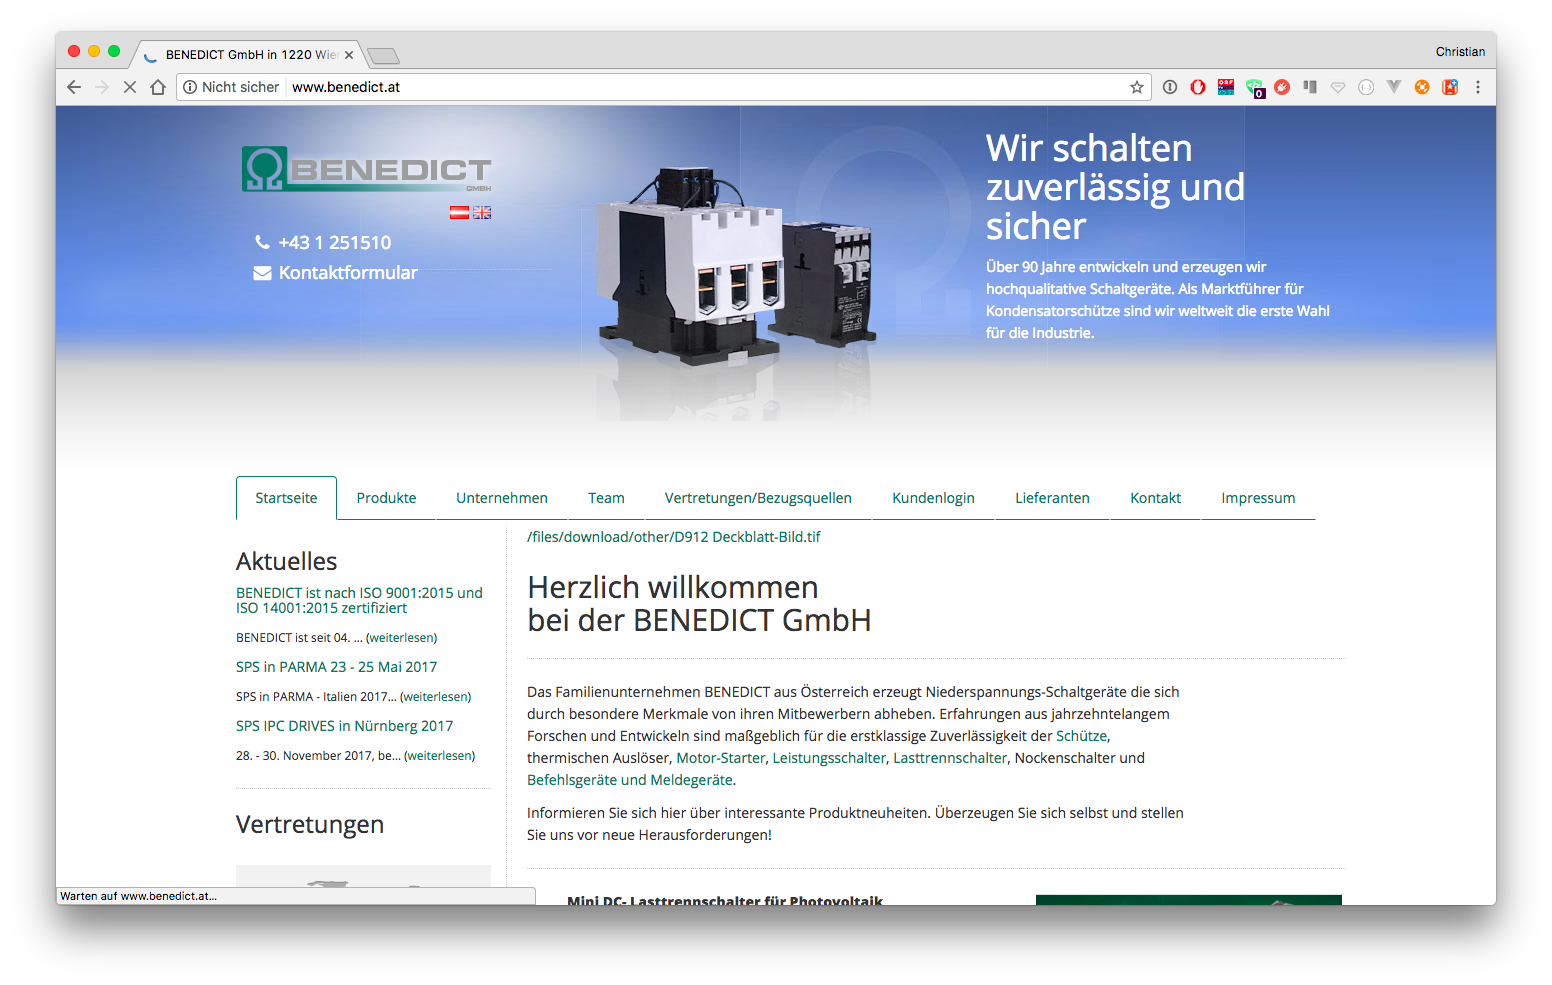 BENEDICT GmbH in 1220 Wie
Christian
Nicht sicher
www.benedict.at
ORF
0
BENEDICT
GMBH
+43 1 251510
Kontaktformular
Wir schalten
zuverlässig und
sicher
Über 90 Jahre entwickeln und erzeugen wir
hochqualitative Schaltgeräte. Als Marktführer für
Kondensatorschütze sind wir weltweit die erste Wahl
für die Industrie.
Startseite
Produkte
Unternehmen
Team
Vertretungen/Bezugsquellen
Kundenlogin
Lieferanten
Kontakt
Impressum
Aktuelles
BENEDICT ist nach ISO 9001:2015 und
ISO 14001:2015 zertifiziert
BENEDICT ist seit 04. ... (weiterlesen)
SPS in PARMA 23 - 25 Mai 2017
SPS in PARMA - Italien 2017... (weiterlesen)
SPS IPC DRIVES in Nürnberg 2017
28. - 30. November 2017, be... (weiterlesen)
Vertretungen
/files/download/other/D912 Deckblatt-Bild.tif
Herzlich willkommen
bei der BENEDICT GmbH
Das Familienunternehmen BENEDICT aus Österreich erzeugt Niederspannungs-Schaltgeräte die sich
durch besondere Merkmale von ihren Mitbewerbern abheben. Erfahrungen aus jahrzehntelangem
Forschen und Entwickeln sind maßgeblich für die erstklassige Zuverlässigkeit der Schütze,
thermischen Auslöser, Motor-Starter, Leistungsschalter, Lasttrennschalter, Nockenschalter und
Befehlsgeräte und Meldegeräte.
Informieren Sie sich hier über interessante Produktneuheiten. Überzeugen Sie sich selbst und stellen
Sie uns vor neue Herausforderungen!
Mini DC- Lasttrennschalter für Photovoltaik
Warten auf www.benedict.at...